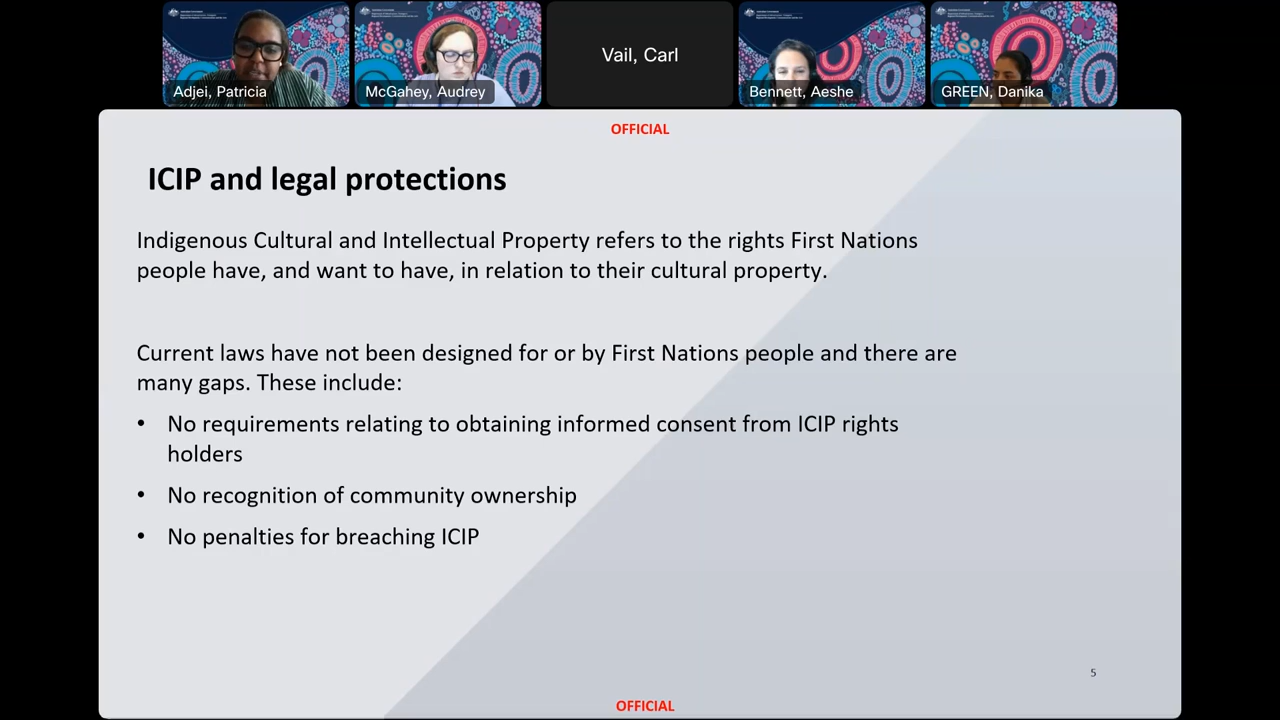 Adjei, Patricia
McGahey, Audrey
Vail, Carl
Bennett, Aeshe
GREEN, Danika
OFFICIAL
ICIP and legal protections
Indigenous Cultural and Intellectual Property refers to the rights First Nations
people have, and want to have, in relation to their cultural property.
Current laws have not been designed for or by First Nations people and there are
many gaps. These include:
• No requirements relating to obtaining informed consent from ICIP rights
holders
• No recognition of community ownership
• No penalties for breaching ICIP
5
OFFICIAL